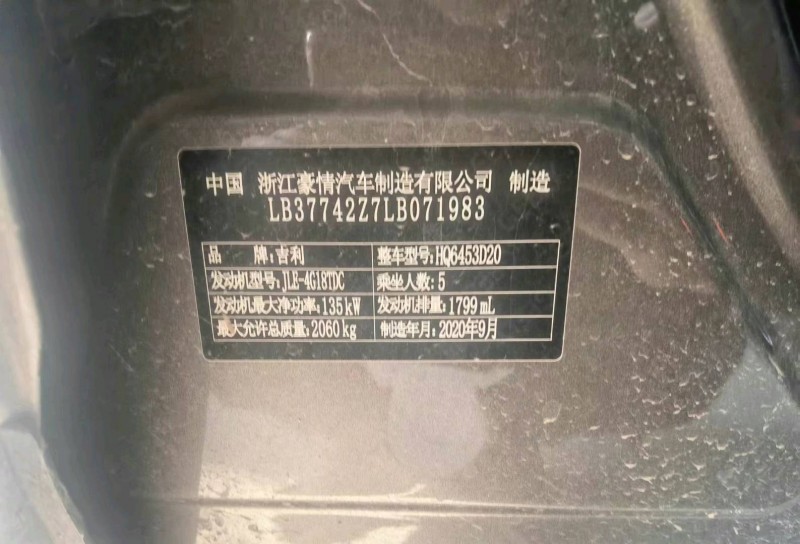 中国 浙江豪情汽车制造有限公司 制造
LB37742Z7LB071983
品 牌:吉利 整车型号:HQ6453D20
发动机型号:JLE-4G18TDC 乘坐人数:5
发动机最大净功率:135kW 发动机排量:1799mL
最大允许总质量:2060kg 制造年月:2020年9月